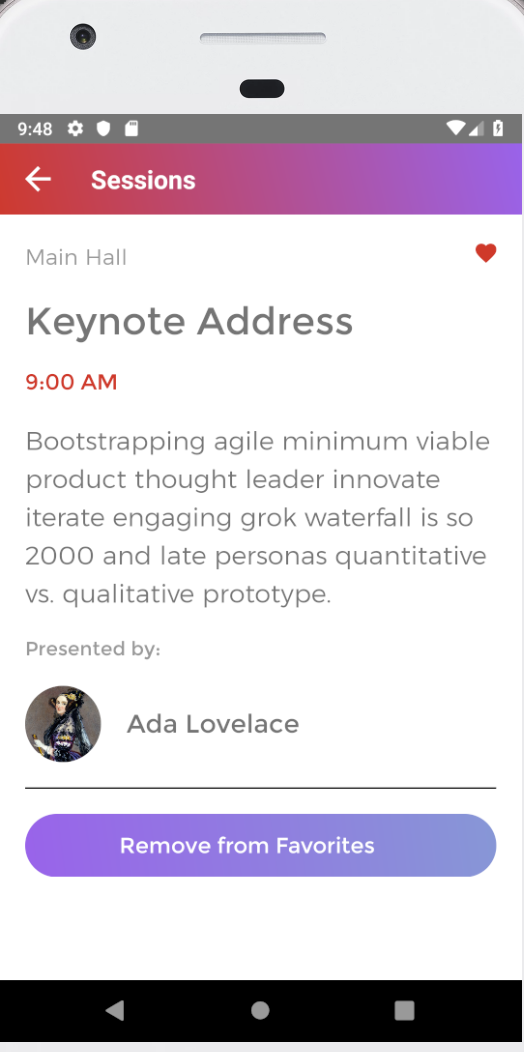 9:48
Sessions
Main Hall
Keynote Address
9:00 AM
Bootstrapping agile minimum viable
product thought leader innovate
iterate engaging grok waterfall is so
2000 and late personas quantitative
vs. qualitative prototype.
Presented by:
Ada Lovelace
Remove from Favorites